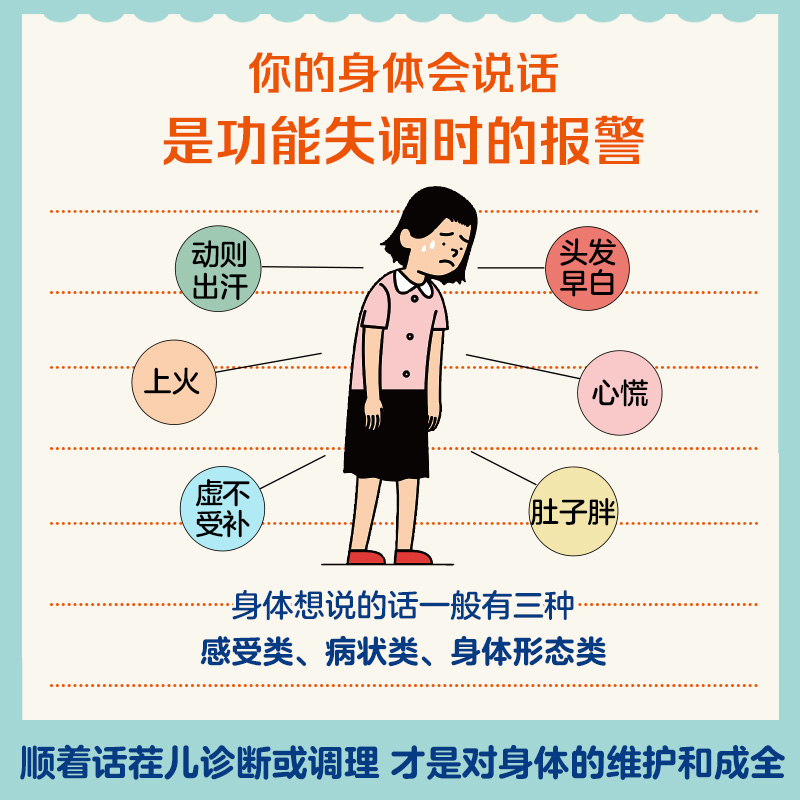 你的身体会说话
是功能失调时的报警
动则
出汗
头发
早白
上火
心慌
虚不
受补
肚子胖
身体想说的话一般有三种
感受类、病状类、身体形态类
顺着话茬儿诊断或调理 才是对身体的维护和成全